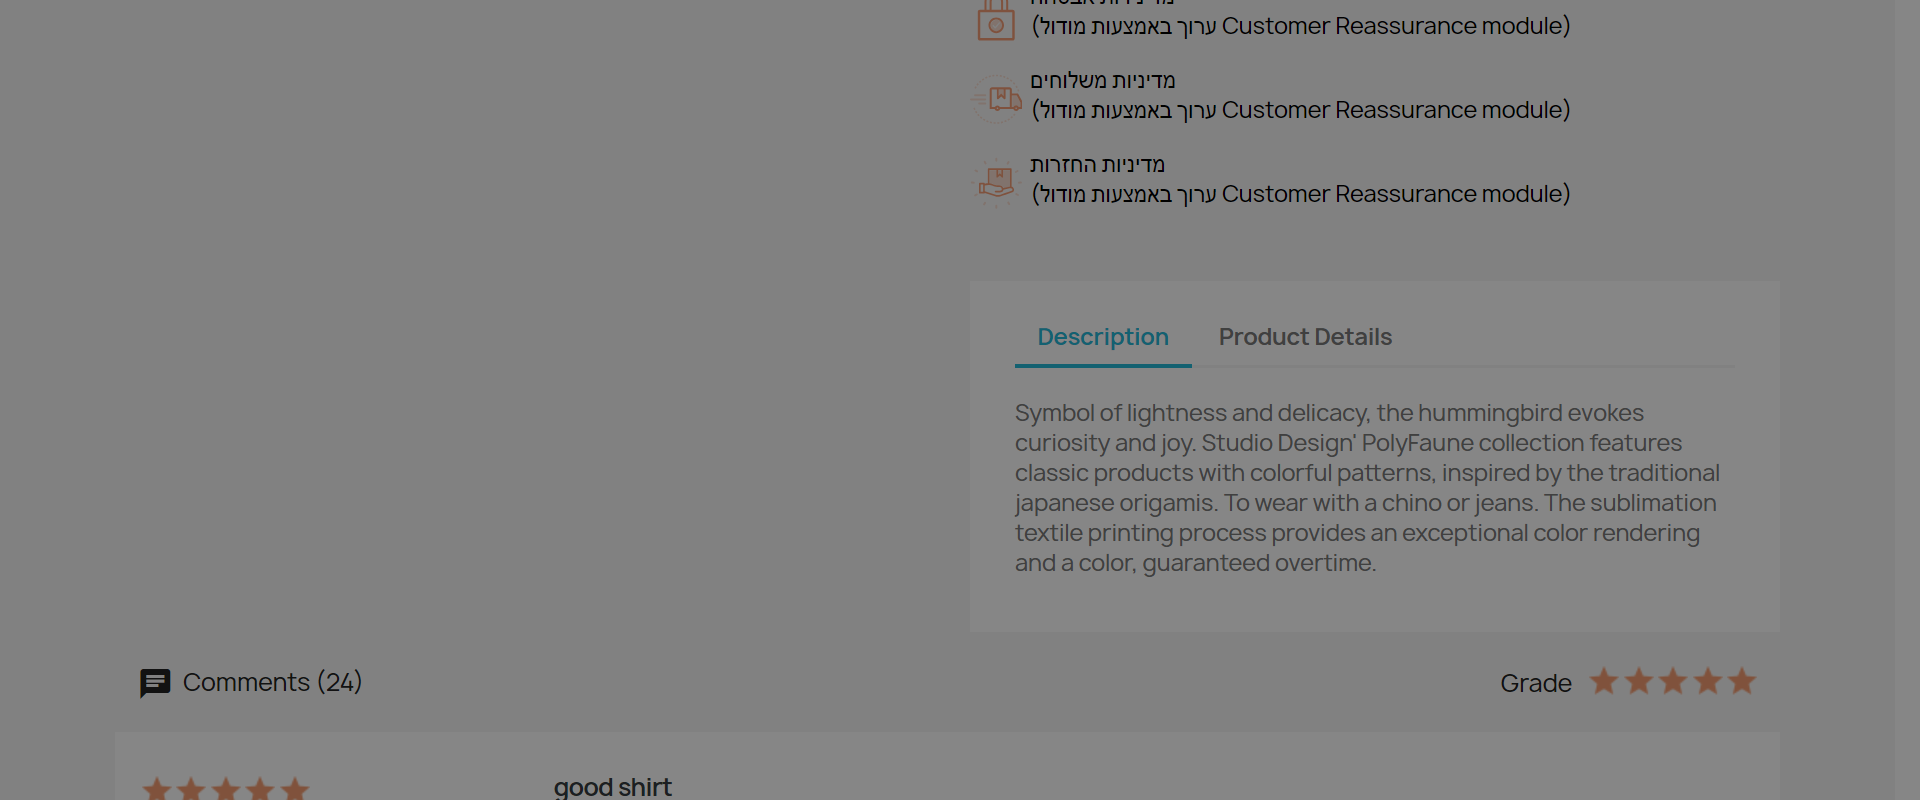 (ערוך באמצעות מודול Customer Reassurance module)
מדיניות משלוחים
(ערוך באמצעות מודול Customer Reassurance module)
מדיניות החזרות
(ערוך באמצעות מודול Customer Reassurance module)
Description Product Details
Symbol of lightness and delicacy, the hummingbird evokes
curiosity and joy. Studio Design' PolyFaune collection features
classic products with colorful patterns, inspired by the traditional
japanese origamis. To wear with a chino or jeans. The sublimation
textile printing process provides an exceptional color rendering
and a color, guaranteed overtime.
Comments (24)
Grade
good shirt